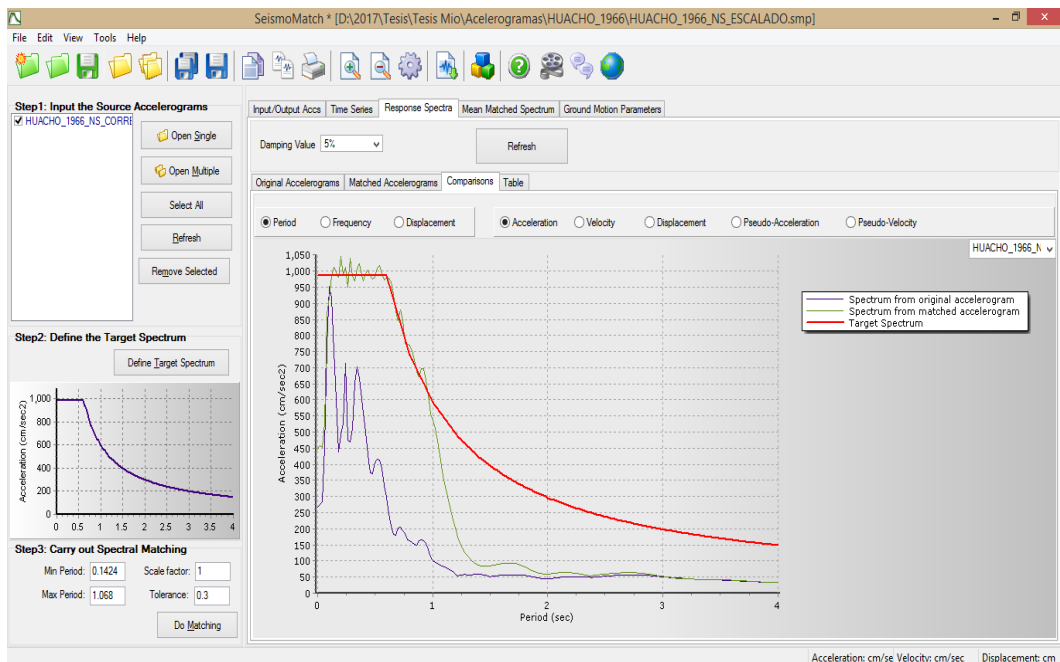 SeismoMatch * [D:\2017\Tesis\Tesis Mio\Acelerogramas\HUACHO_1966\HUACHO_1966_NS_ESCALADO.smp]
File Edit View Tools Help
Step1: Input the Source Accelerograms
HUACHO_1966_NS_CORRE
Open Single
Open Multiple
Select All
Refresh
Remove Selected
Step2: Define the Target Spectrum
Define Target Spectrum
Acceleration (cm/sec2)
1,000
800
600
400
200
0
0 0.5 1 1.5 2 2.5 3 3.5 4
Step3: Carry out Spectral Matching
Min Period: 0.1424 Scale factor: 1
Max Period: 1.068 Tolerance: 0.3
Do Matching
Input/Output Accs Time Series Response Spectra Mean Matched Spectrum Ground Motion Parameters
Damping Value 5% Refresh
Original Accelerograms Matched Accelerograms Comparisons Table
Period Frequency Displacement Acceleration Velocity Displacement Pseudo-Acceleration Pseudo-Velocity
HUACHO_1966_N
Spectrum from original accelerogram
Spectrum from matched accelerogram
Target Spectrum
Acceleration (cm/sec2)
1,050
1,000
950
900
850
800
750
700
650
600
550
500
450
400
350
300
250
200
150
100
50
0
0 1 2 3 4
Period (sec)
Acceleration: cm/se Velocity: cm/sec Displacement: cm